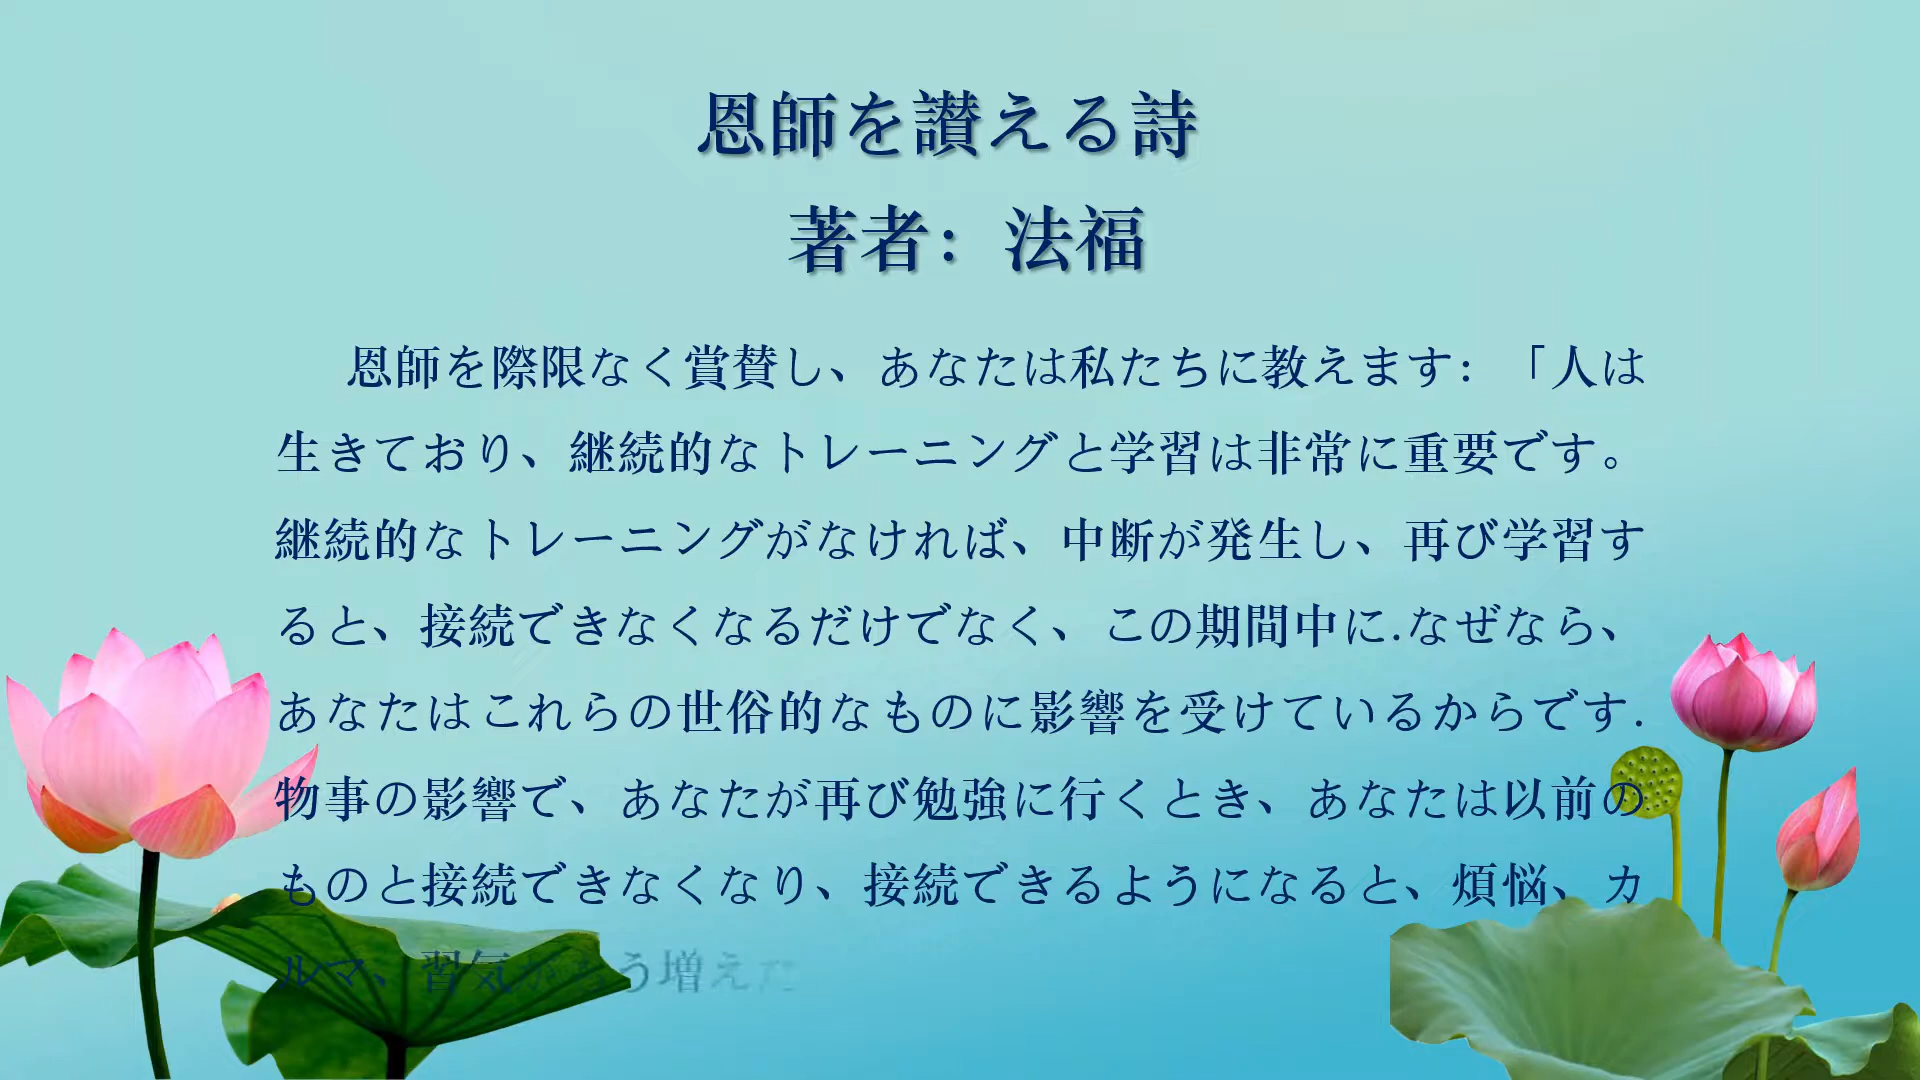 恩師を讃える詩
著者：法福
恩師を際限なく賞賛し、あなたは私たちに教えます：「人は
生きており、継続的なトレーニングと学習は非常に重要です。
継続的なトレーニングがなければ、中断が発生し、再び学習す
ると、接続できなくなるだけでなく、この期間中に.なぜなら、
あなたはこれらの世俗的なものに影響を受けているからです.
物事の影響で、あなたが再び勉強に行くとき、あなたは以前の
ものと接続できなくなり、接続できるようになると、煩悩、カ
ルマ、習気がもう増えた